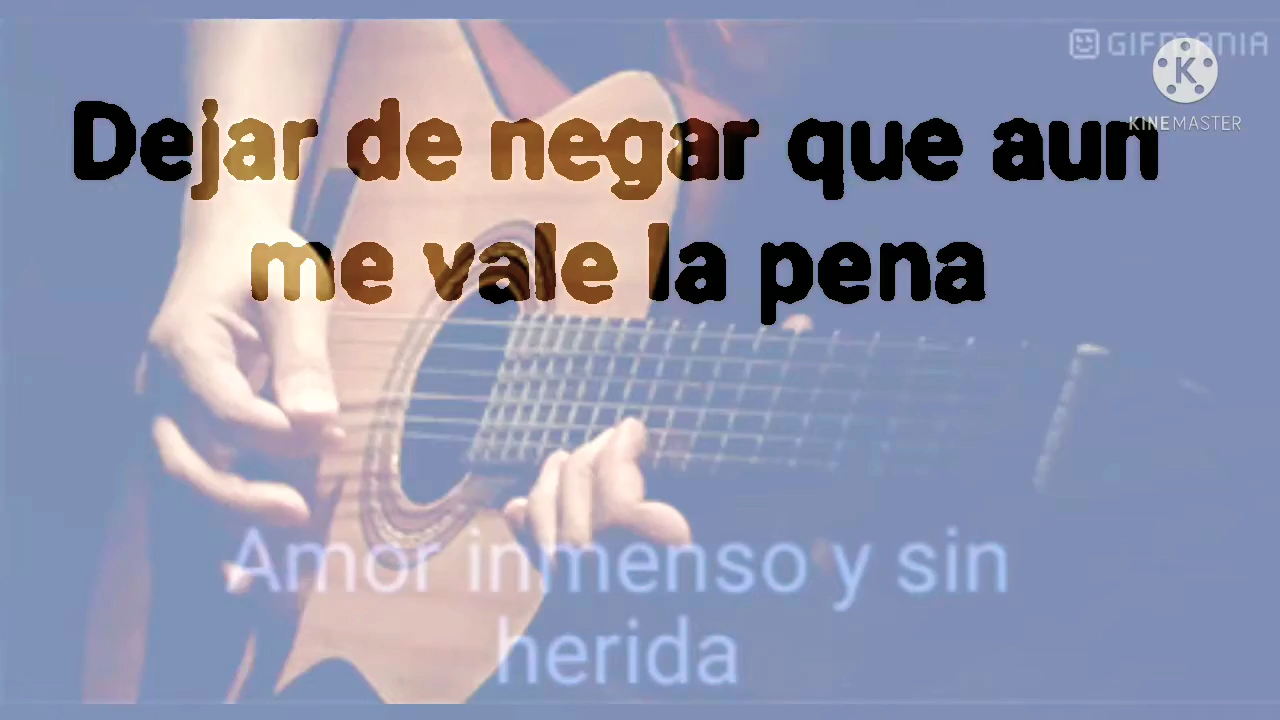 GIFMANIA
K
KINEMASTER
Dejar de negar que aun
me vale la pena
Amor inmenso y sin
herida